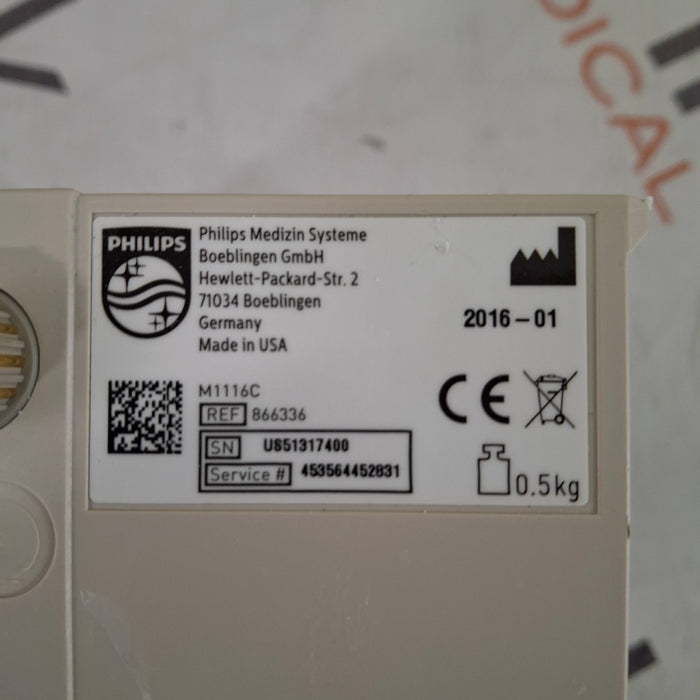 DICAL
PHILIPS
Philips Medizin Systeme
Boeblingen GmbH
Hewlett-Packard-Str. 2
71034 Boeblingen
Germany
Made in USA
2016-01
M1116C
REF 866336
SN US51317400
Service # 453564452831
CE
0.5kg